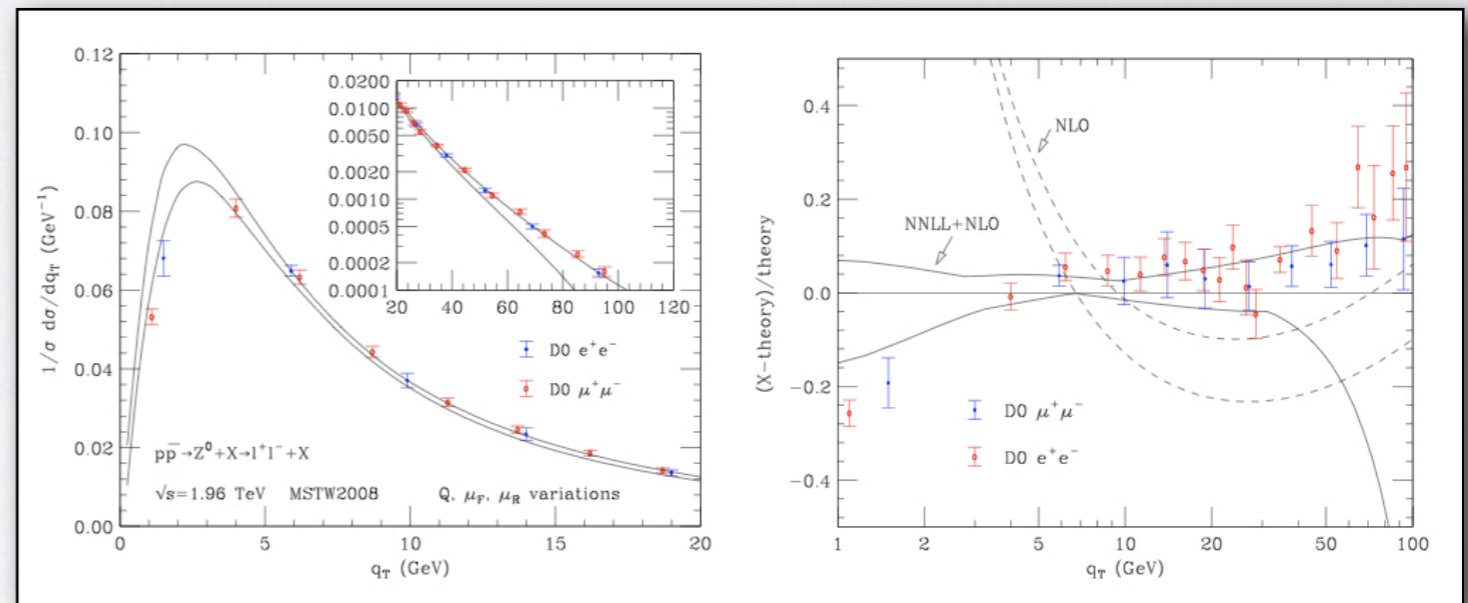 0.12
0.10
0.08
0.06
0.04
0.02
0.00
1/σ dσ/dq_T (GeV⁻¹)
0 5 10 15 20
q_T (GeV)
0.0200
0.0100
0.0050
0.0020
0.0010
0.0005
0.0002
0.0001
20 40 60 80 100 120
D0 e⁺e⁻
D0 μ⁺μ⁻
pp̅→Z⁰+X→l⁺l⁻+X
√s=1.96 TeV MSTW2008 Q, μ_F, μ_R variations
0.4
0.2
0.0
−0.2
−0.4
(X−theory)/theory
NLO
NNLL+NLO
D0 μ⁺μ⁻
D0 e⁺e⁻
1 2 5 10 20 50 100
q_T (GeV)